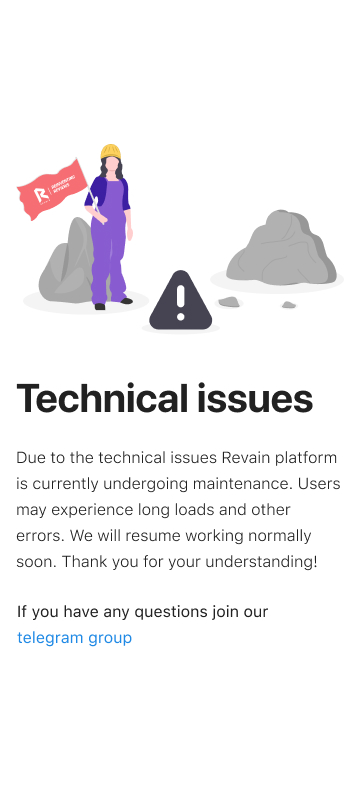 Technical issues
Due to the technical issues Revain platform
is currently undergoing maintenance. Users
may experience long loads and other
errors. We will resume working normally
soon. Thank you for your understanding!
If you have any questions join our
telegram group